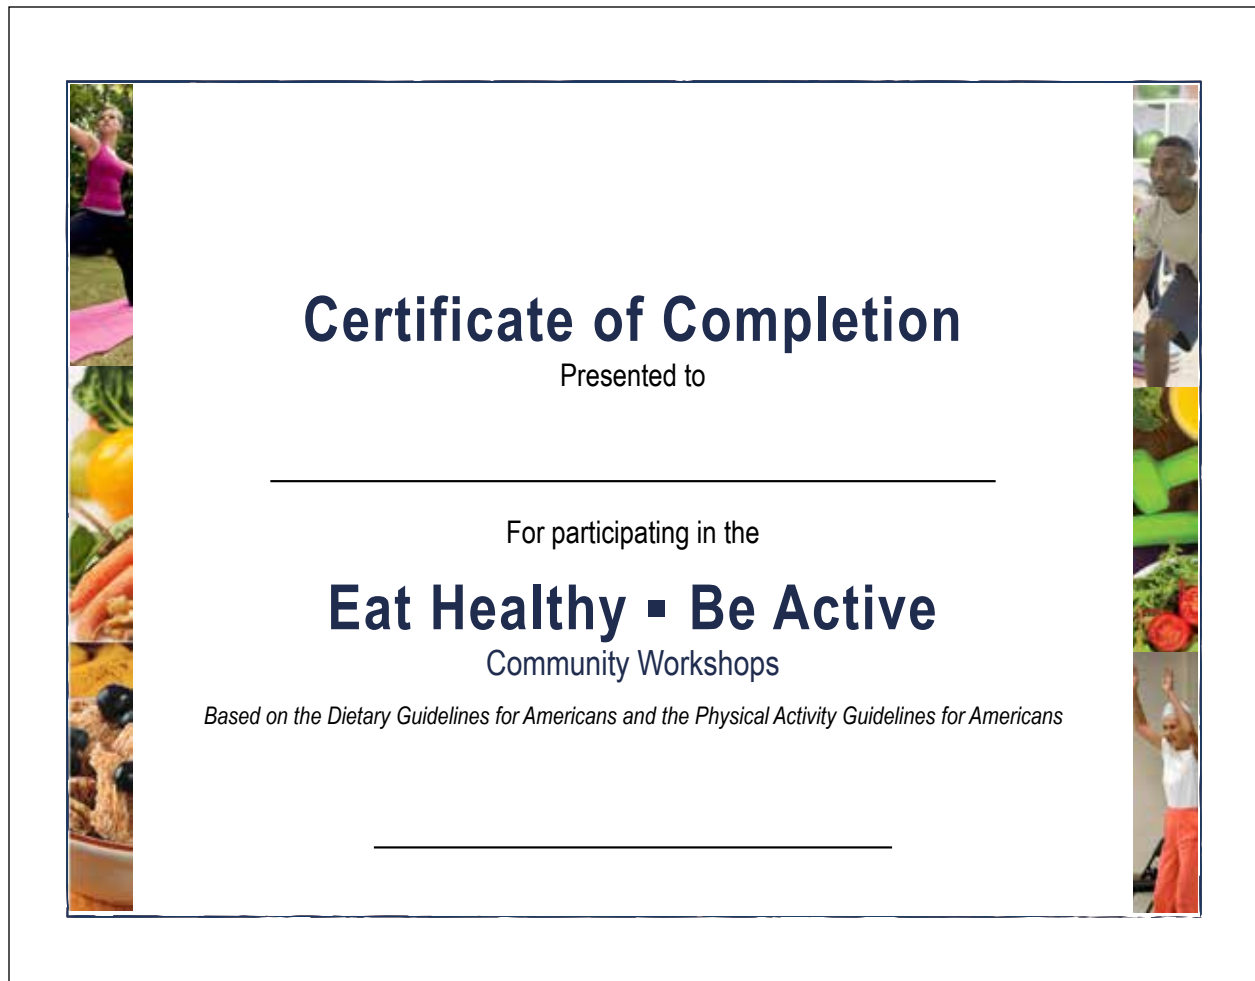 Certificate of Completion
Presented to
For participating in the
Eat Healthy ▪ Be Active
Community Workshops
Based on the Dietary Guidelines for Americans and the Physical Activity Guidelines for Americans